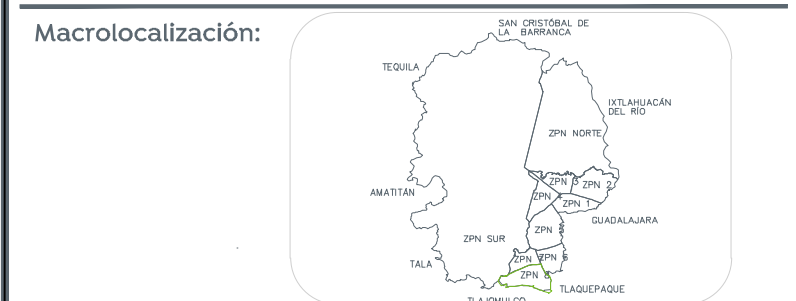 Macrolocalización:
SAN CRISTÓBAL DE
LA BARRANCA
TEQUILA
IXTLAHUACÁN
DEL RÍO
ZPN NORTE
ZPN 3
ZPN 2
AMATITÁN
ZPN
ZPN 1
GUADALAJARA
ZPN
ZPN SUR
ZPN
ZPN
TALA
ZPN 8
TLAQUEPAQUE
TLAJOMULCO